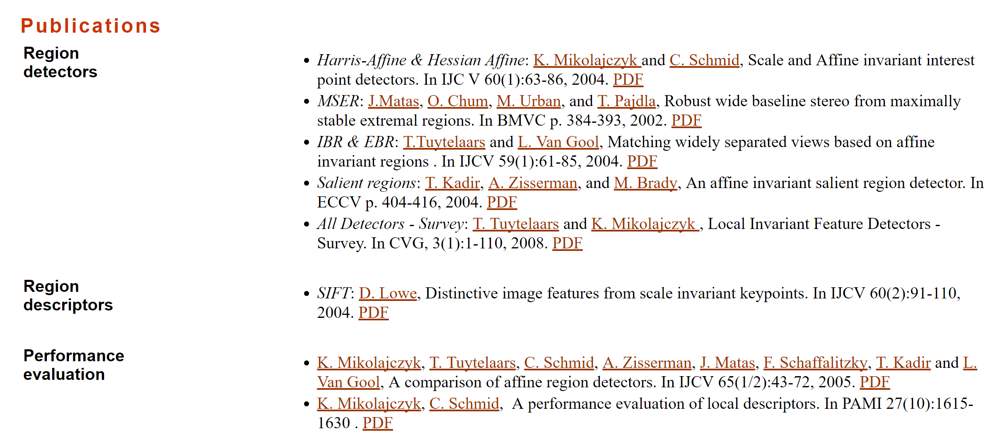 Publications
Region
detectors
• Harris-Affine & Hessian Affine: K. Mikolajczyk and C. Schmid, Scale and Affine invariant interest
point detectors. In IJC V 60(1):63-86, 2004. PDF
• MSER: J.Matas, O. Chum, M. Urban, and T. Pajdla, Robust wide baseline stereo from maximally
stable extremal regions. In BMVC p. 384-393, 2002. PDF
• IBR & EBR: T.Tuytelaars and L. Van Gool, Matching widely separated views based on affine
invariant regions . In IJCV 59(1):61-85, 2004. PDF
• Salient regions: T. Kadir, A. Zisserman, and M. Brady, An affine invariant salient region detector. In
ECCV p. 404-416, 2004. PDF
• All Detectors - Survey: T. Tuytelaars and K. Mikolajczyk , Local Invariant Feature Detectors -
Survey. In CVG, 3(1):1-110, 2008. PDF
Region
descriptors
• SIFT: D. Lowe, Distinctive image features from scale invariant keypoints. In IJCV 60(2):91-110,
2004. PDF
Performance
evaluation
• K. Mikolajczyk, T. Tuytelaars, C. Schmid, A. Zisserman, J. Matas, F. Schaffalitzky, T. Kadir and L.
Van Gool, A comparison of affine region detectors. In IJCV 65(1/2):43-72, 2005. PDF
• K. Mikolajczyk, C. Schmid,  A performance evaluation of local descriptors. In PAMI 27(10):1615-
1630 . PDF